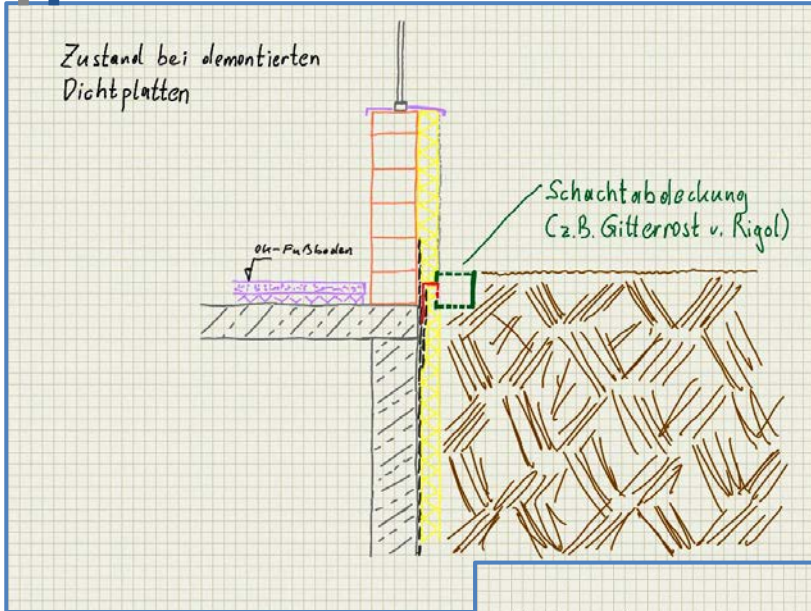 Zustand bei demontierten
Dichtplatten
Schachtabdeckung
(z.B. Gitterrost v. Rigol)
OK-Fußboden